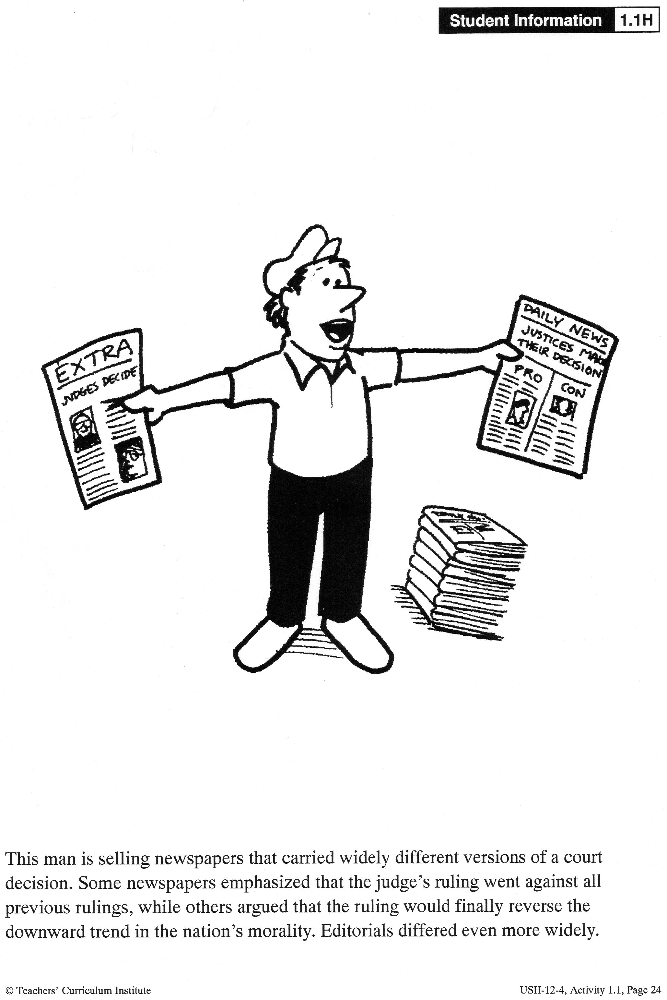 Student Information 1.1H
EXTRA
JUDGES DECIDE
DAILY NEWS
JUSTICES MAKE
THEIR DECISION
PRO
CON
This man is selling newspapers that carried widely different versions of a court
decision. Some newspapers emphasized that the judge’s ruling went against all
previous rulings, while others argued that the ruling would finally reverse the
downward trend in the nation’s morality. Editorials differed even more widely.
© Teachers’ Curriculum Institute
USH-12-4, Activity 1.1, Page 24